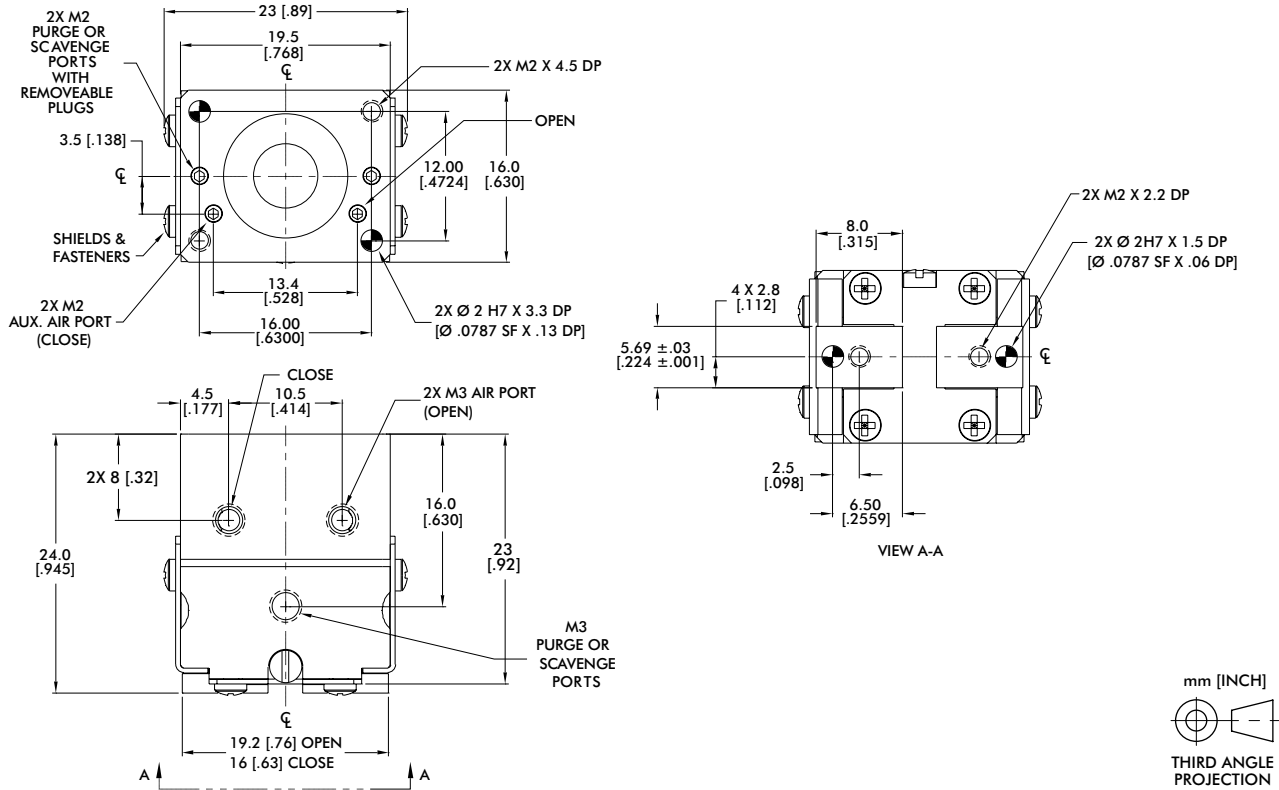 2X M2
PURGE OR
SCAVENGE
PORTS
WITH
REMOVEABLE
PLUGS
23 [.89]
19.5
[.768]
℄
2X M2 X 4.5 DP
OPEN
3.5 [.138]
℄
12.00
[.4724]
16.0
[.630]
SHIELDS &
FASTENERS
13.4
[.528]
2X M2
AUX. AIR PORT
(CLOSE)
16.00
[.6300]
2X Ø 2 H7 X 3.3 DP
[Ø .0787 SF X .13 DP]
2X M2 X 2.2 DP
8.0
[.315]
2X Ø 2H7 X 1.5 DP
[Ø .0787 SF X .06 DP]
4 X 2.8
[.112]
5.69 ±.03
[.224 ±.001]
℄
2.5
[.098]
6.50
[.2559]
VIEW A-A
CLOSE
4.5
[.177]
10.5
[.414]
2X M3 AIR PORT
(OPEN)
2X 8 [.32]
16.0
[.630]
24.0
[.945]
23
[.92]
M3
PURGE OR
SCAVENGE
PORTS
℄
19.2 [.76] OPEN
16 [.63] CLOSE
A A
mm [INCH]
THIRD ANGLE
PROJECTION